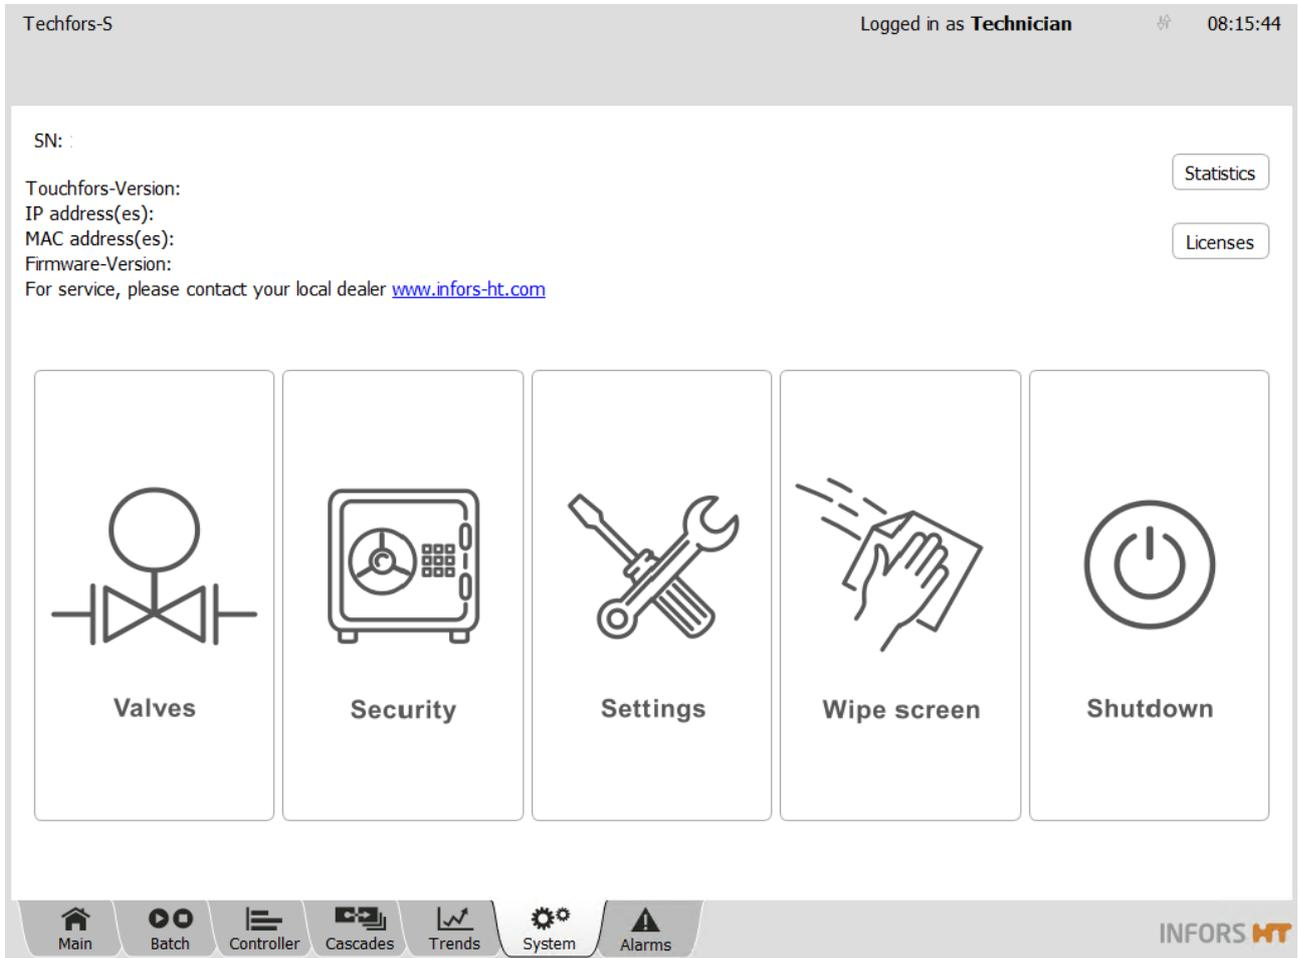 Techfors-S
Logged in as Technician
08:15:44
SN:
Statistics
Touchfors-Version:
IP address(es):
MAC address(es):
Licenses
Firmware-Version:
For service, please contact your local dealer www.infors-ht.com
Valves
Security
Settings
Wipe screen
Shutdown
Main
Batch
Controller
Cascades
Trends
System
Alarms
INFORS HT